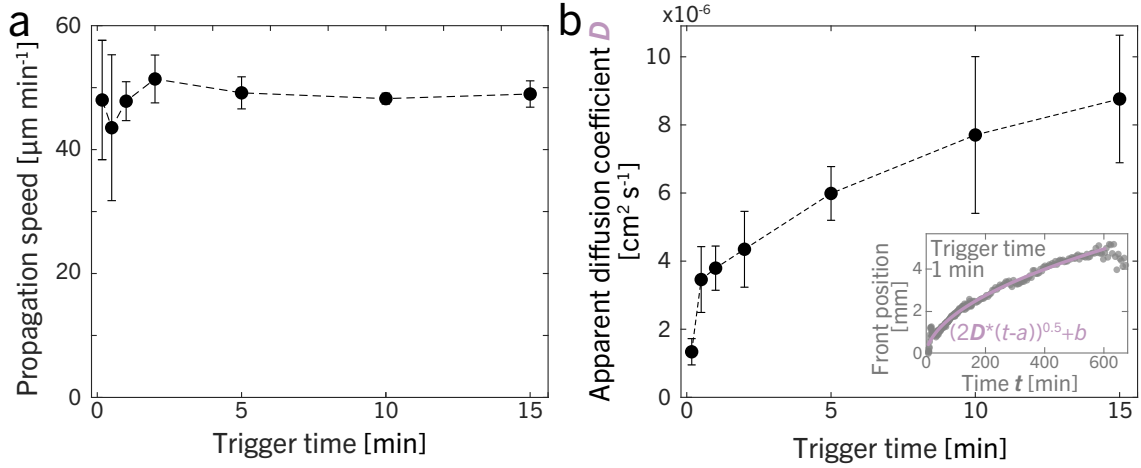 a
Propagation speed [µm min⁻¹]
60
40
20
0
0 5 10 15
Trigger time [min]
b
Apparent diffusion coefficient D
[cm² s⁻¹]
x10⁻⁶
10
8
6
4
2
0
0 5 10 15
Trigger time [min]
Trigger time
1 min
Front position
[mm]
4
2
0
(2D*(t-a))⁰·⁵+b
0 200 400 600
Time t [min]